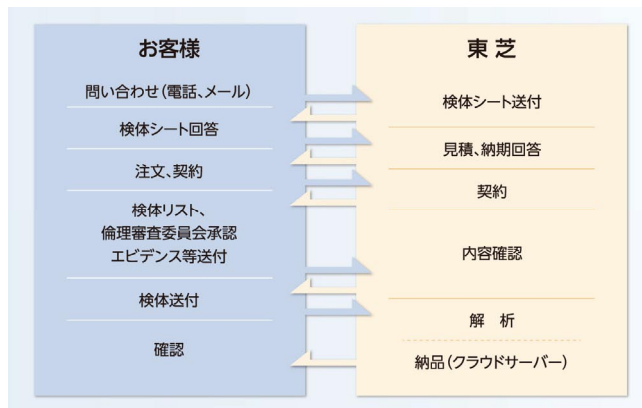 お客様
問い合わせ(電話、メール)
検体シート回答
注文、契約
検体リスト、
倫理審査委員会承認
エビデンス等送付
検体送付
確認
東芝
検体シート送付
見積、納期回答
契約
内容確認
解 析
納品(クラウドサーバー)